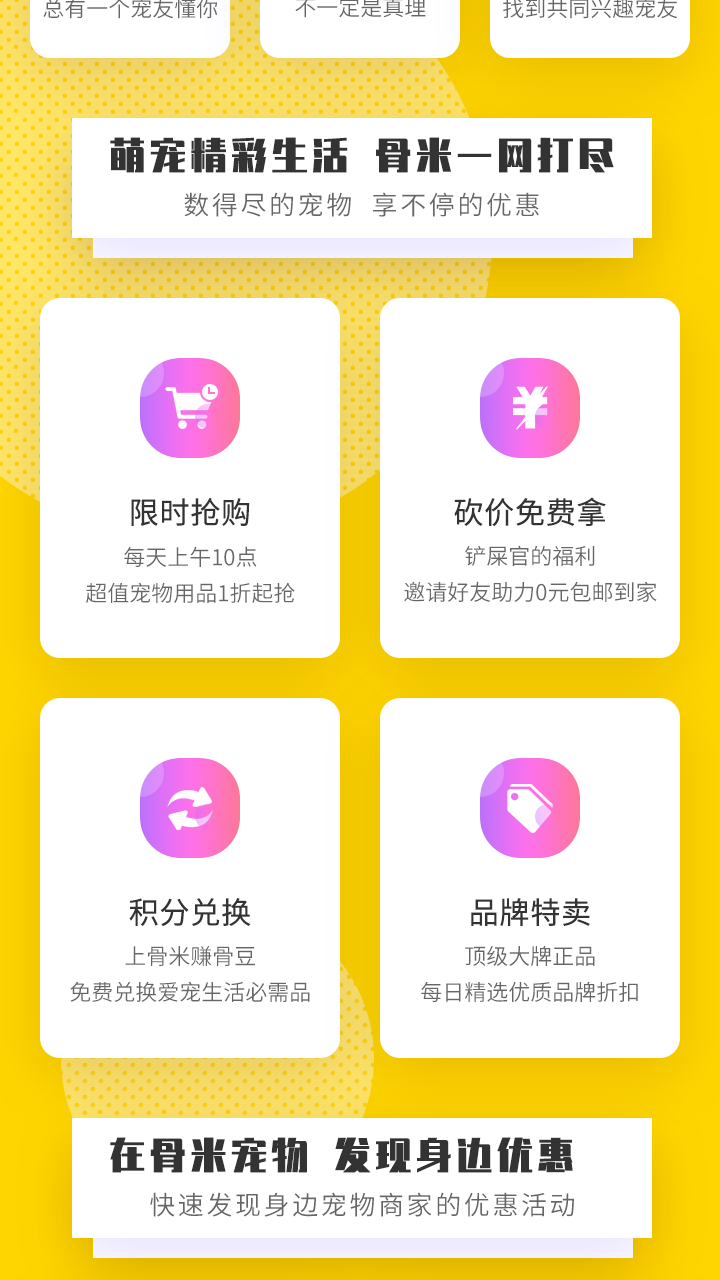 总有一个宠友懂你
不一定是真理
找到共同兴趣宠友
萌宠精彩生活 骨米一网打尽
数得尽的宠物 享不停的优惠
限时抢购
每天上午10点
超值宠物用品1折起抢
砍价免费拿
铲屎官的福利
邀请好友助力0元包邮到家
积分兑换
上骨米赚骨豆
免费兑换爱宠生活必需品
品牌特卖
顶级大牌正品
每日精选优质品牌折扣
在骨米宠物 发现身边优惠
快速发现身边宠物商家的优惠活动